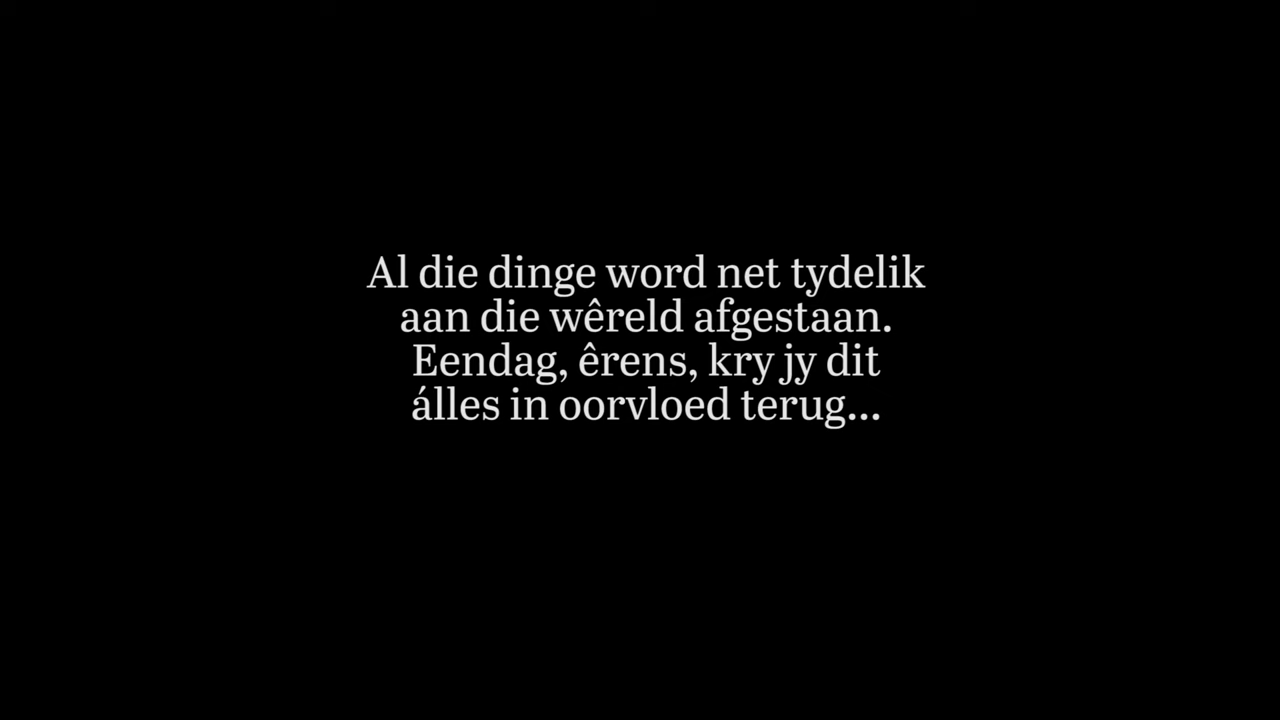 Al die dinge word net tydelik
aan die wêreld afgestaan.
Eendag, êrens, kry jy dit
álles in oorvloed terug...